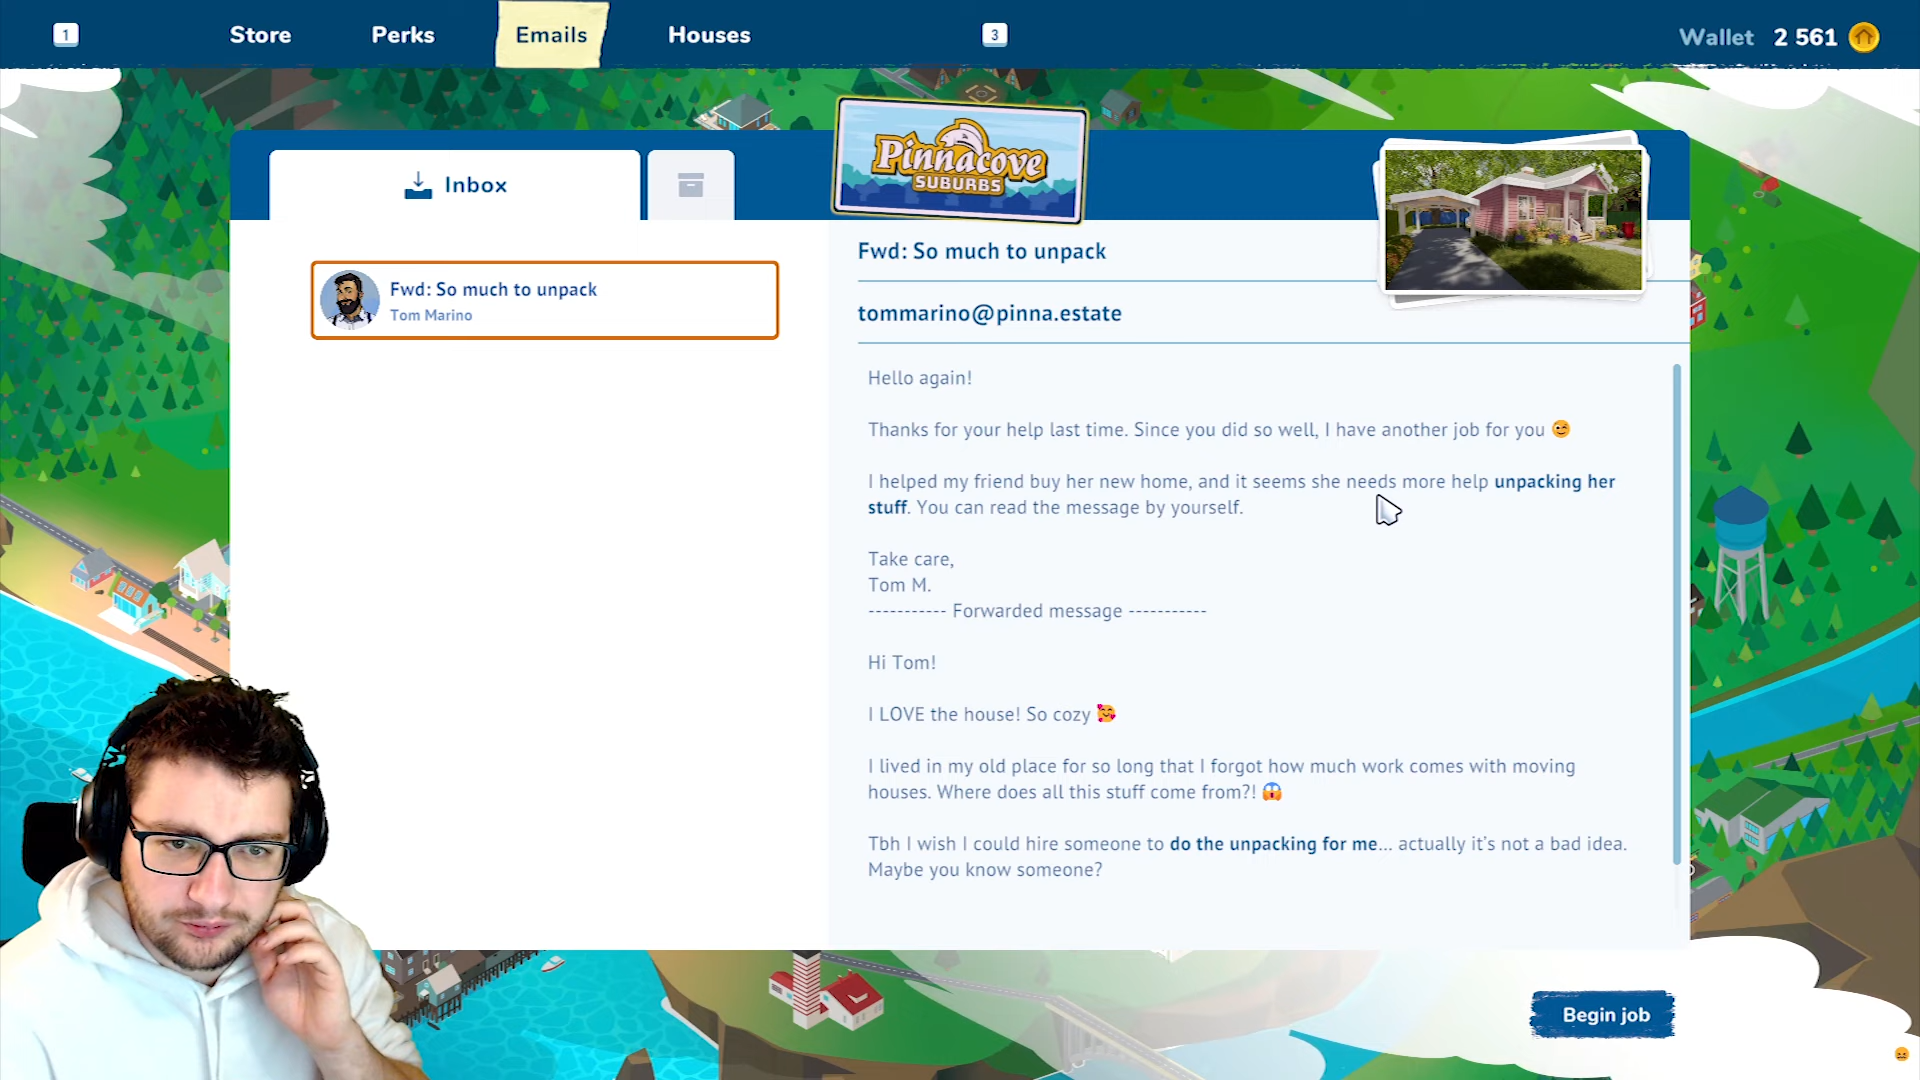 1
Store
Perks
Emails
Houses
3
Wallet 2 561
Inbox
Pinnacove
SUBURBS
Fwd: So much to unpack
Tom Marino
Fwd: So much to unpack
tommarino@pinna.estate
Hello again!
Thanks for your help last time. Since you did so well, I have another job for you 😉
I helped my friend buy her new home, and it seems she needs more help unpacking her
stuff. You can read the message by yourself.
Take care,
Tom M.
----------- Forwarded message -----------
Hi Tom!
I LOVE the house! So cozy 🥰
I lived in my old place for so long that I forgot how much work comes with moving
houses. Where does all this stuff come from?! 😱
Tbh I wish I could hire someone to do the unpacking for me... actually it's not a bad idea.
Maybe you know someone?
Begin job